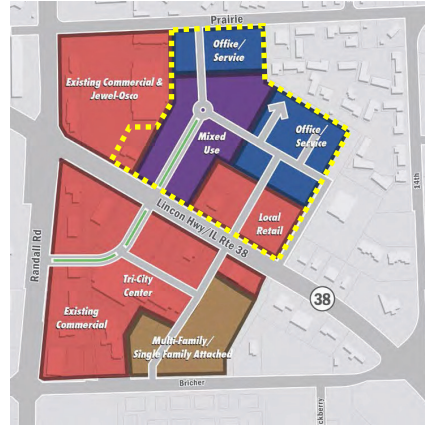 Prairie
Office/
Service
Existing Commercial &
Jewel-Osco
Mixed
Use
Office/
Service
14th
Lincon Hwy/IL Rte 38
Local
Retail
Randall Rd
Tri-City
Center
38
Existing
Commercial
Multi-Family/
Single Family Attached
Bricher
ckberry